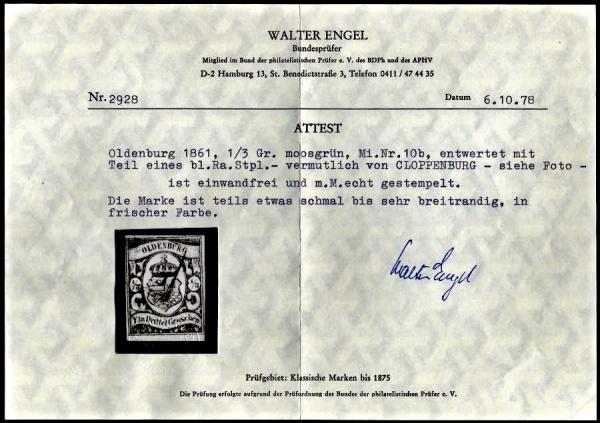 WALTER ENGEL
Bundesprüfer
Mitglied im Bund der philatelistischen Prüfer e. V. des BDPh und des APHV
D-2 Hamburg 13, St. Benedictstraße 3, Telefon 0411 / 47 44 35
Nr. 2928 Datum 6.10.78
ATTEST
Oldenburg 1861, 1/3 Gr. moosgrün, Mi.Nr.10b, entwertet mit
Teil eines bl.Ra.Stpl.- vermutlich von CLOPPENBURG - siehe Foto -
ist einwandfrei und m.M.echt gestempelt.
Die Marke ist teils etwas schmal bis sehr breitrandig, in
frischer Farbe.
OLDENBURG
Ein Drittel Groschen
Walter Engel
Prüfgebiet: Klassische Marken bis 1875
Die Prüfung erfolgte aufgrund der Prüfordnung des Bundes der philatelistischen Prüfer e. V.